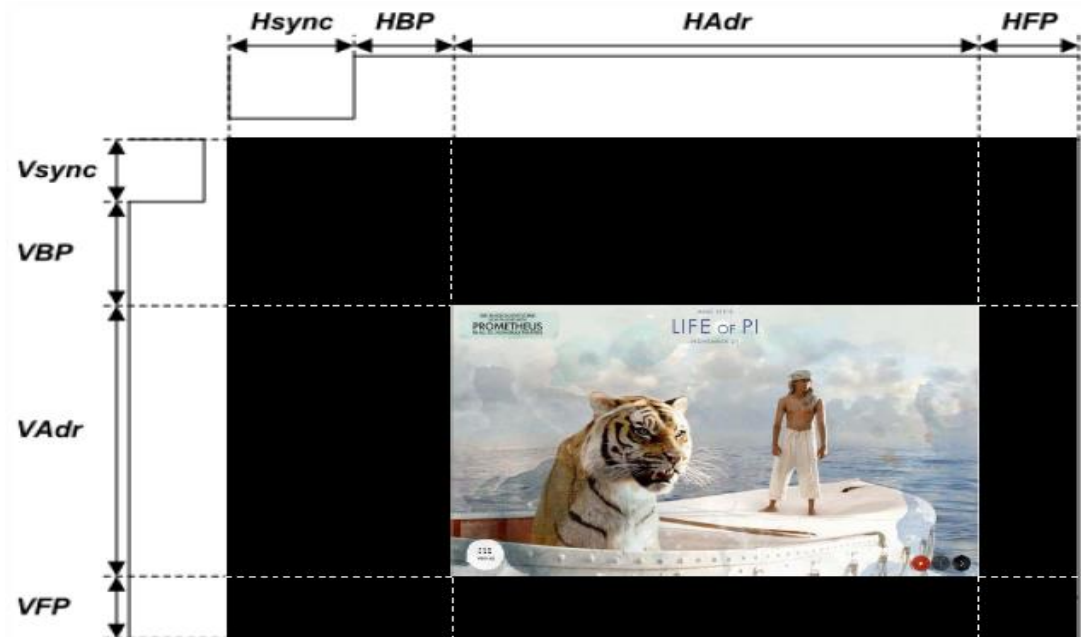 Hsync HBP HAdr HFP
Vsync
VBP
VAdr
VFP
PROMETHEUS
LIFE OF PI